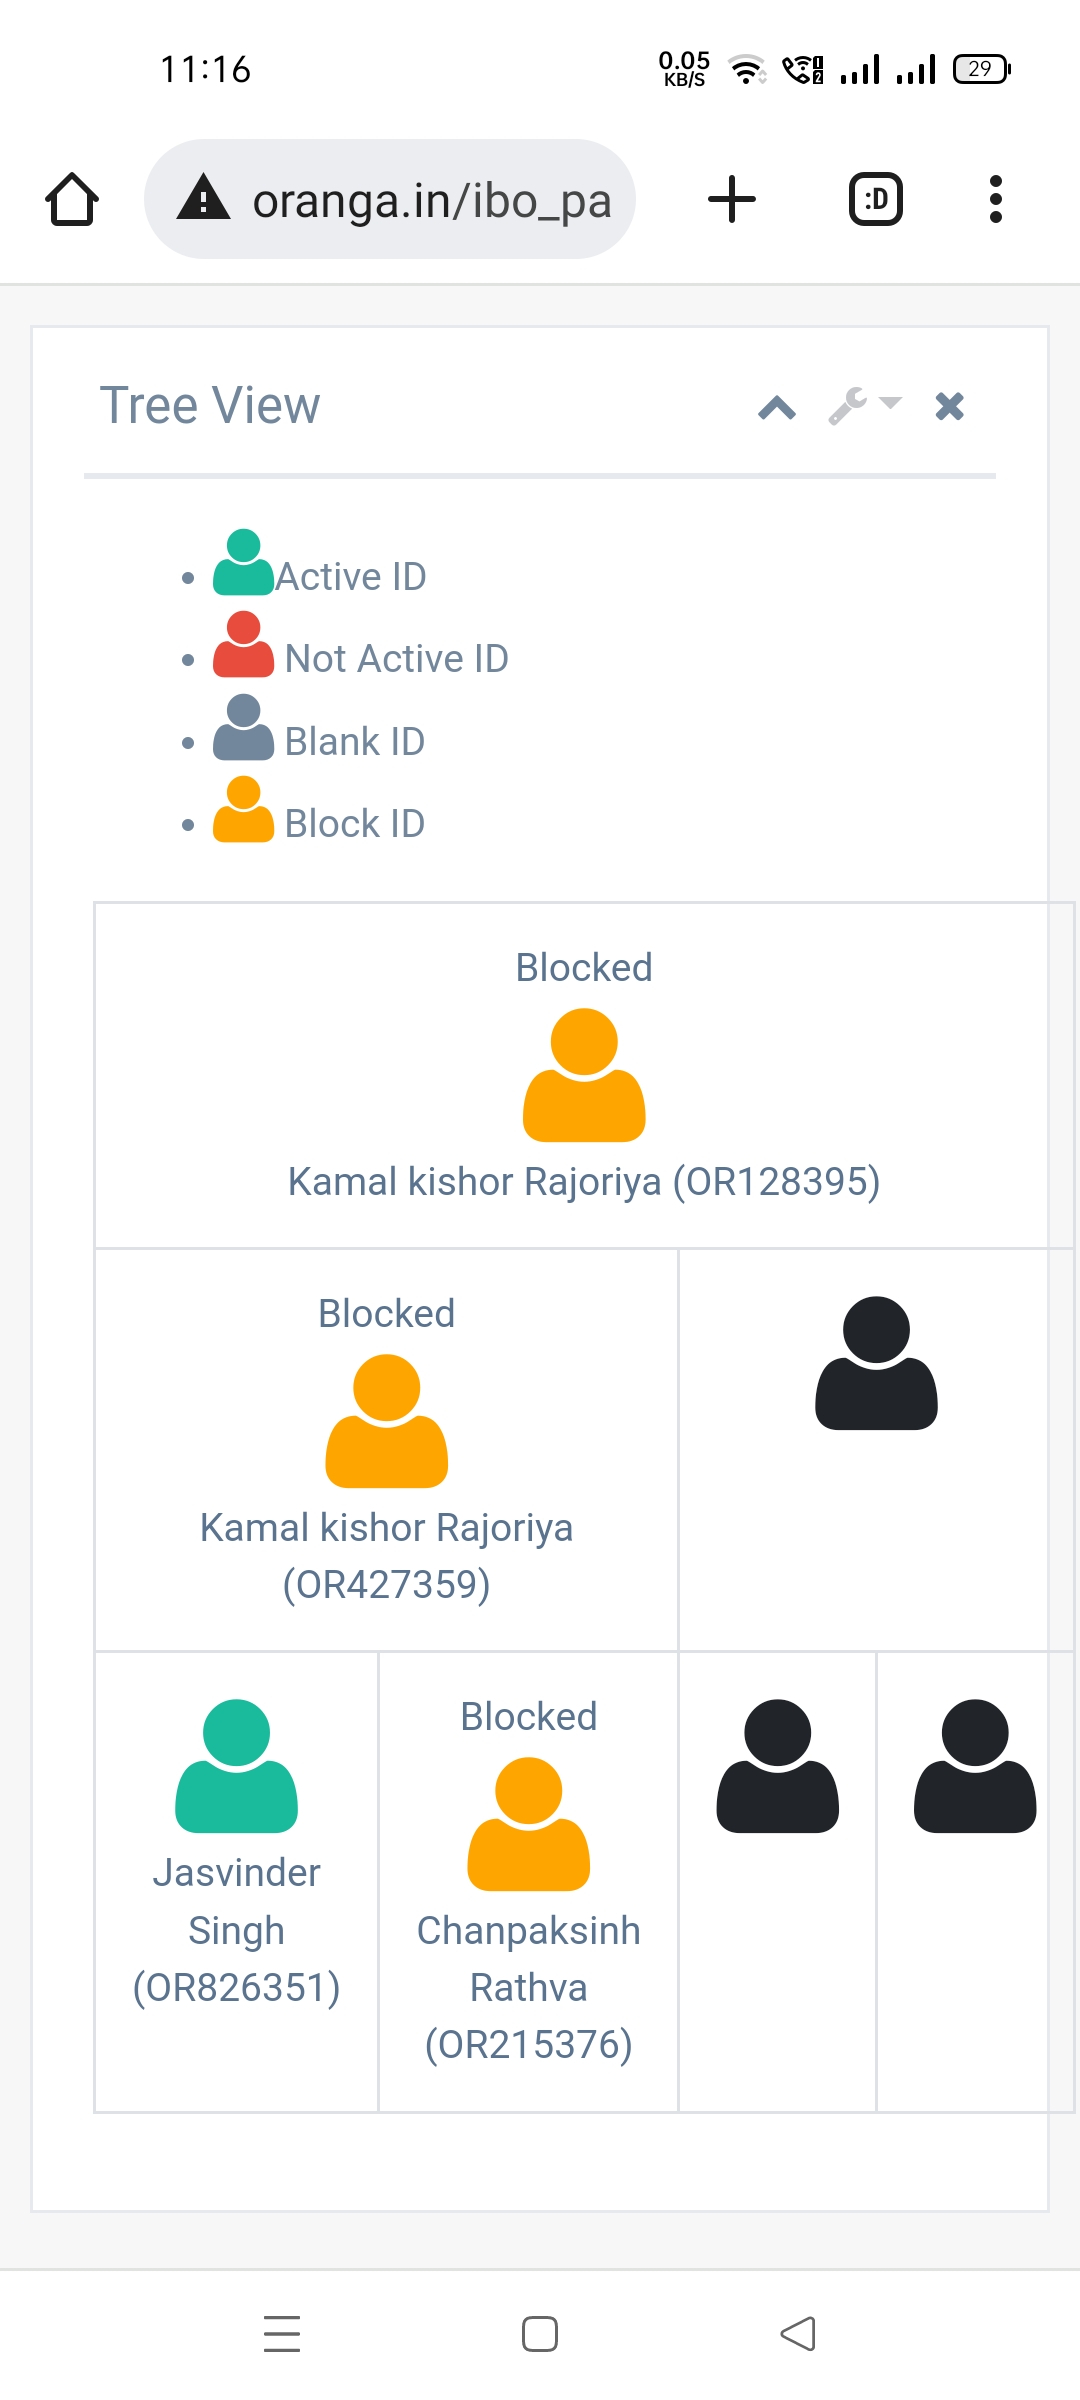 11:16
0.05
KB/S
29
oranga.in/ibo_pa
:D
Tree View
Active ID
Not Active ID
Blank ID
Block ID
Blocked
Kamal kishor Rajoriya (OR128395)
Blocked
Kamal kishor Rajoriya
(OR427359)
Jasvinder
Singh
(OR826351)
Blocked
Chanpaksinh
Rathva
(OR215376)